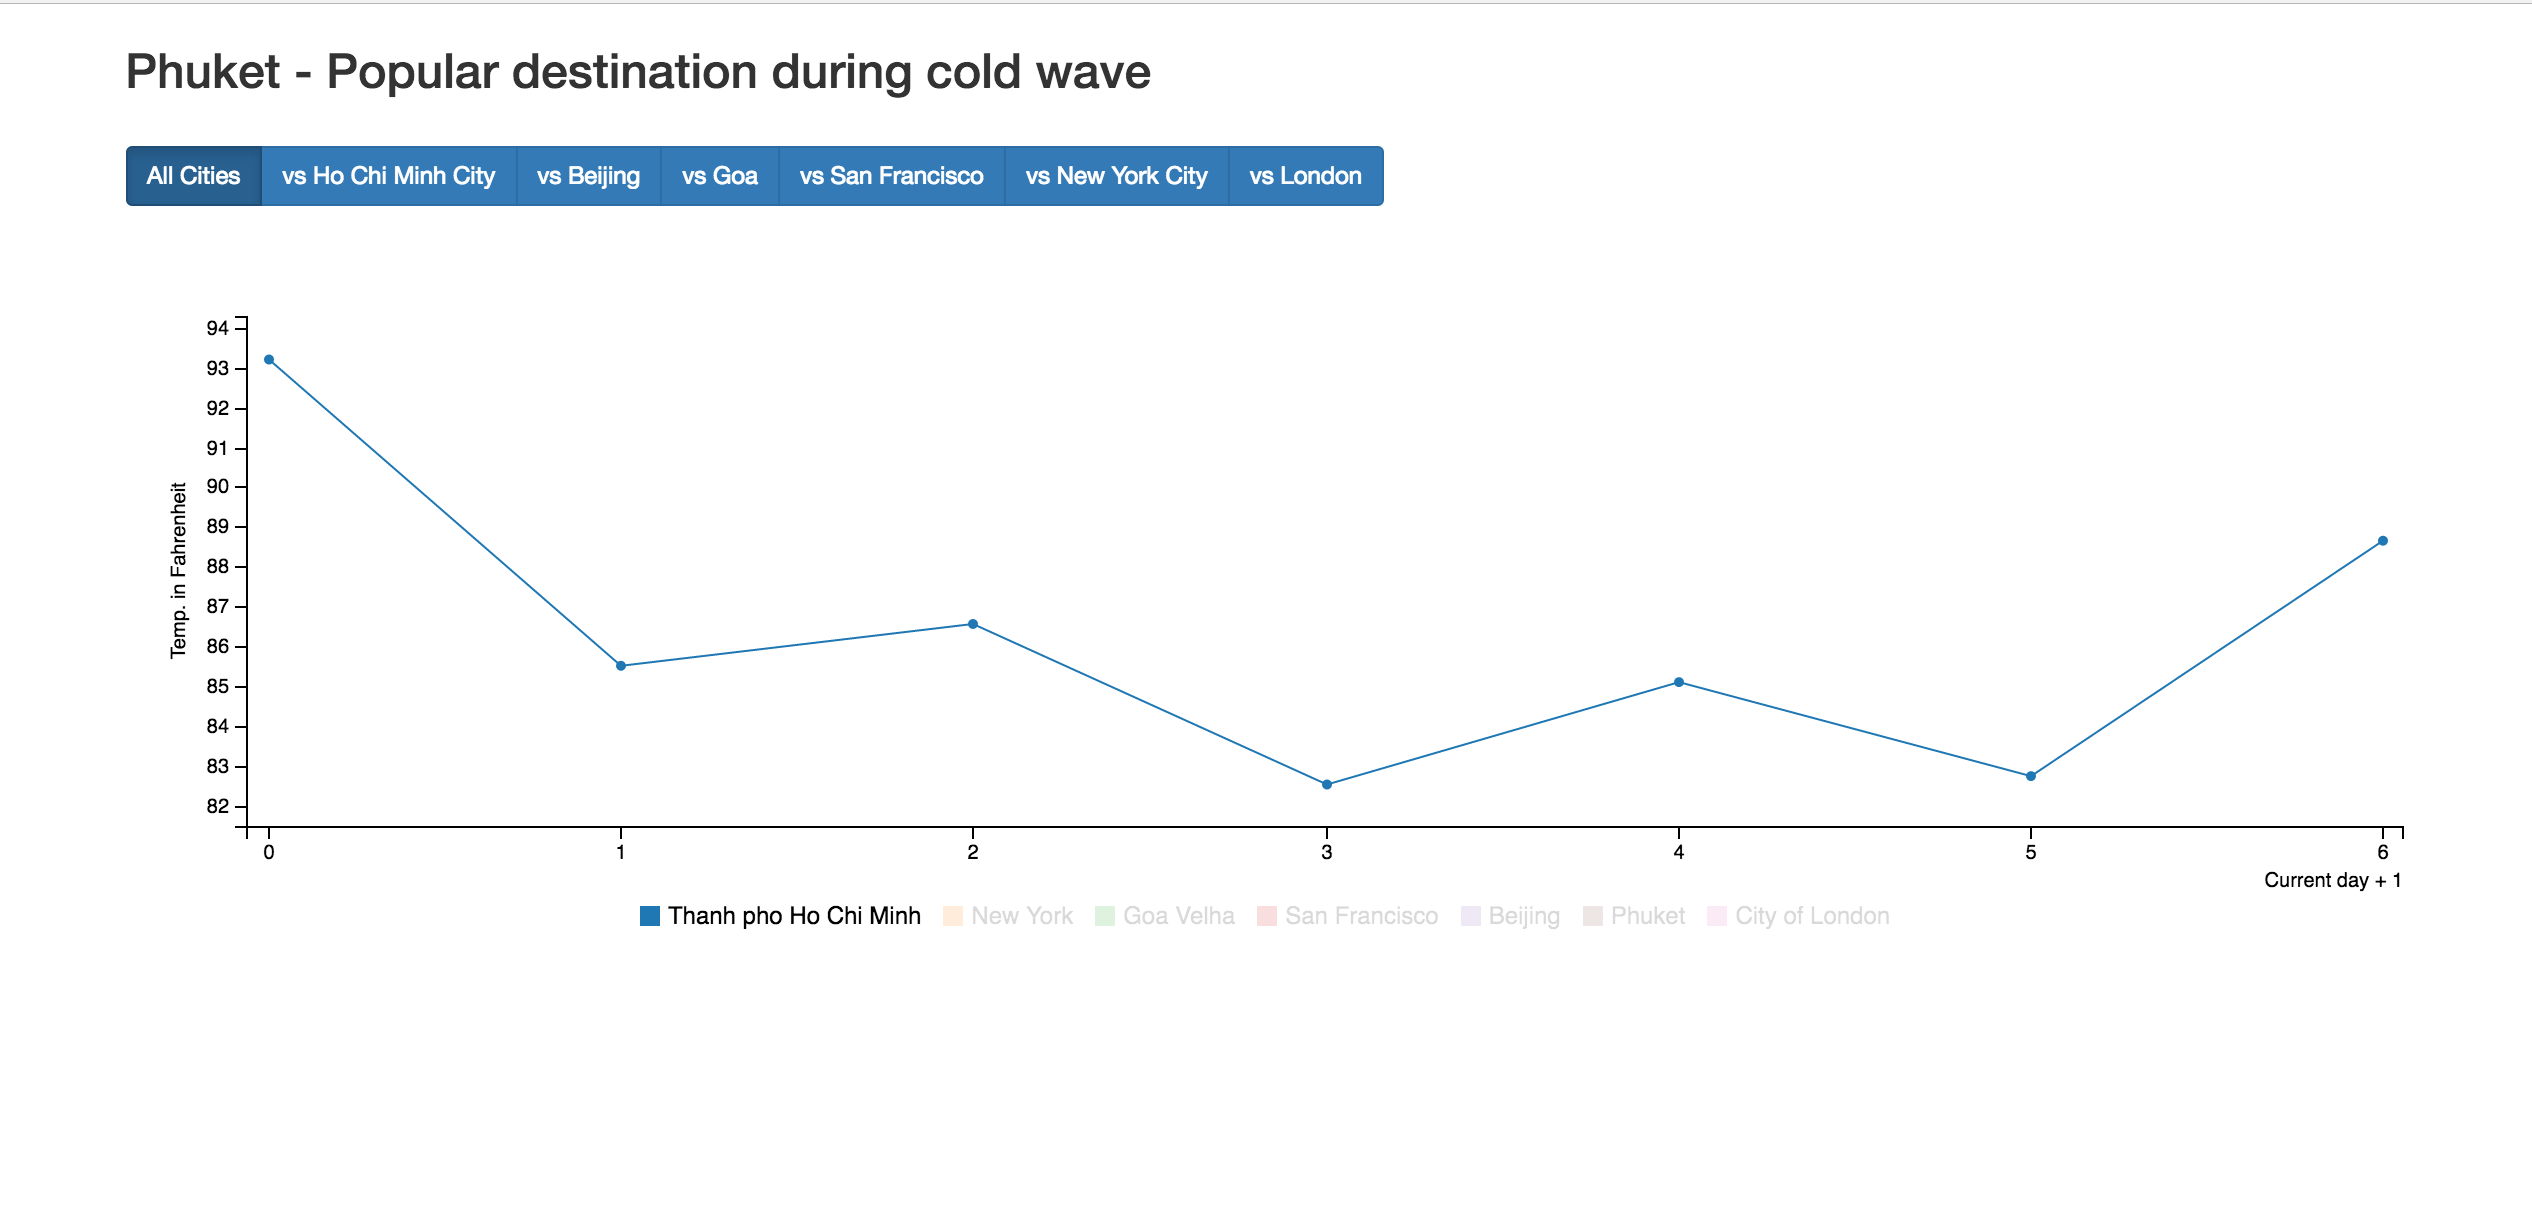 Phuket - Popular destination during cold wave
All Cities vs Ho Chi Minh City vs Beijing vs Goa vs San Francisco vs New York City vs London
94
93
92
91
90
89
88
87
86
85
84
83
82
Temp. in Fahrenheit
0 1 2 3 4 5 6
Current day + 1
Thanh pho Ho Chi Minh New York Goa Velha San Francisco Beijing Phuket City of London